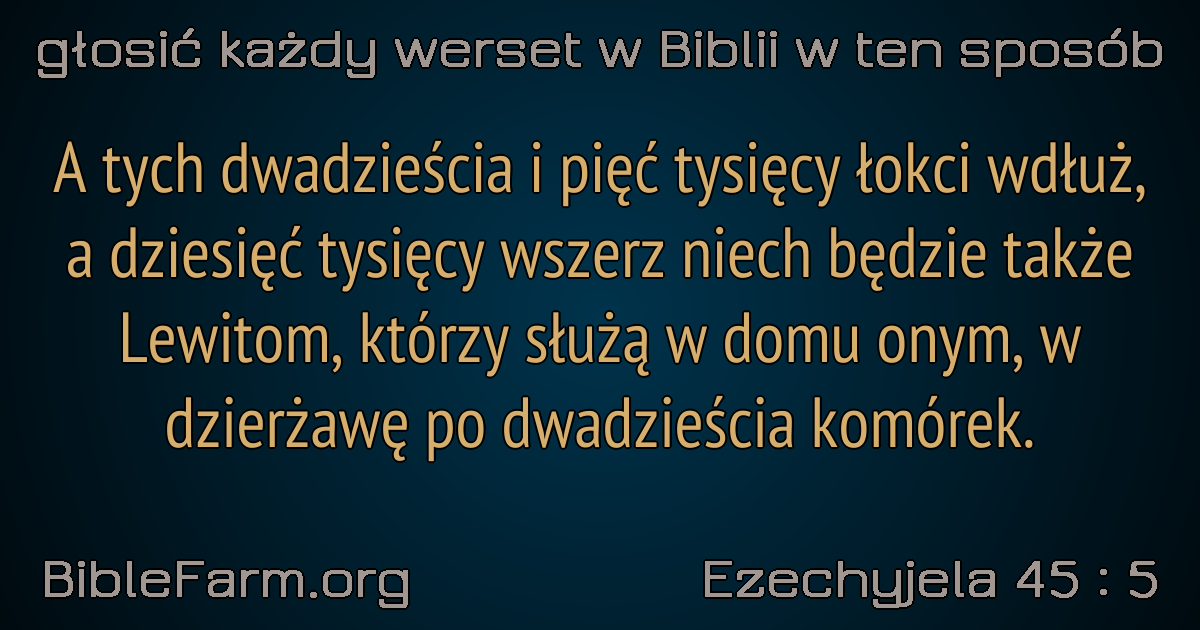 głosić każdy werset w Biblii w ten sposób
A tych dwadzieścia i pięć tysięcy łokci wdłuż,
a dziesięć tysięcy wszerz niech będzie także
Lewitom, którzy służą w domu onym, w
dzierżawę po dwadzieścia komórek.
BibleFarm.org
Ezechyjela 45 : 5